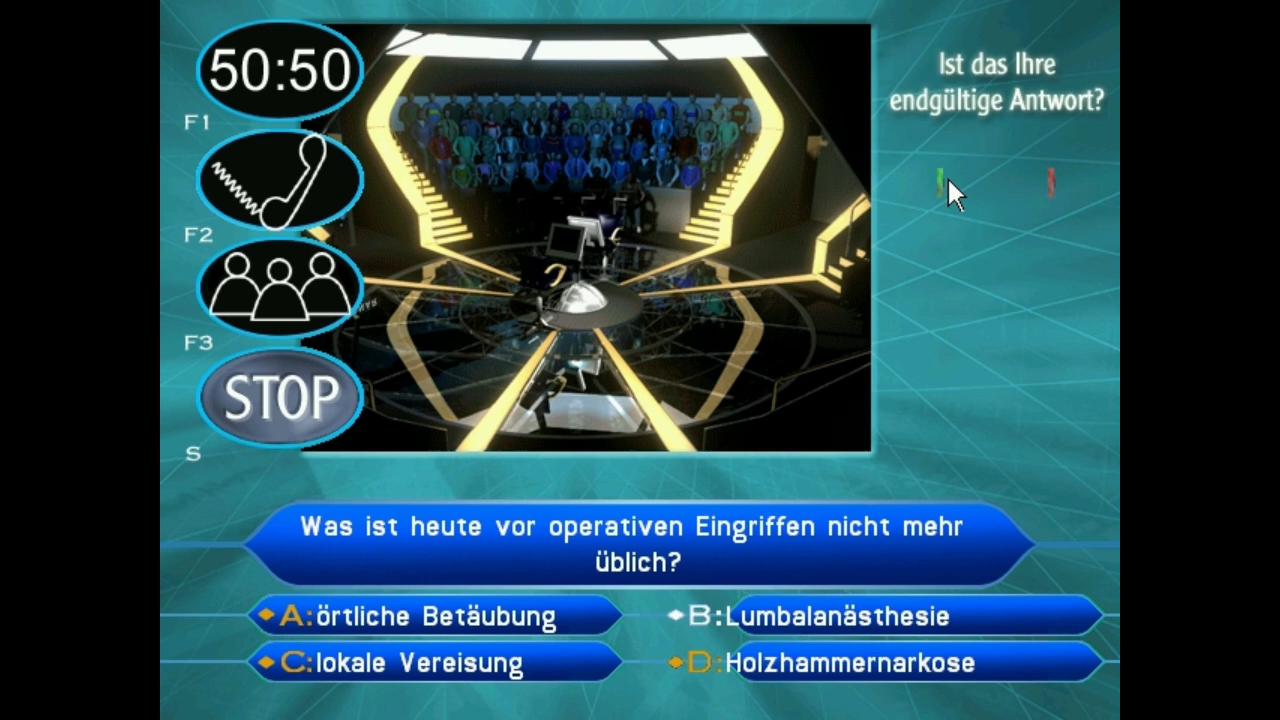 50:50
F1
F2
F3
STOP
S
Ist das Ihre
endgültige Antwort?
Was ist heute vor operativen Eingriffen nicht mehr
üblich?
A:örtliche Betäubung
B:Lumbalanästhesie
C:lokale Vereisung
D:Holzhammernarkose